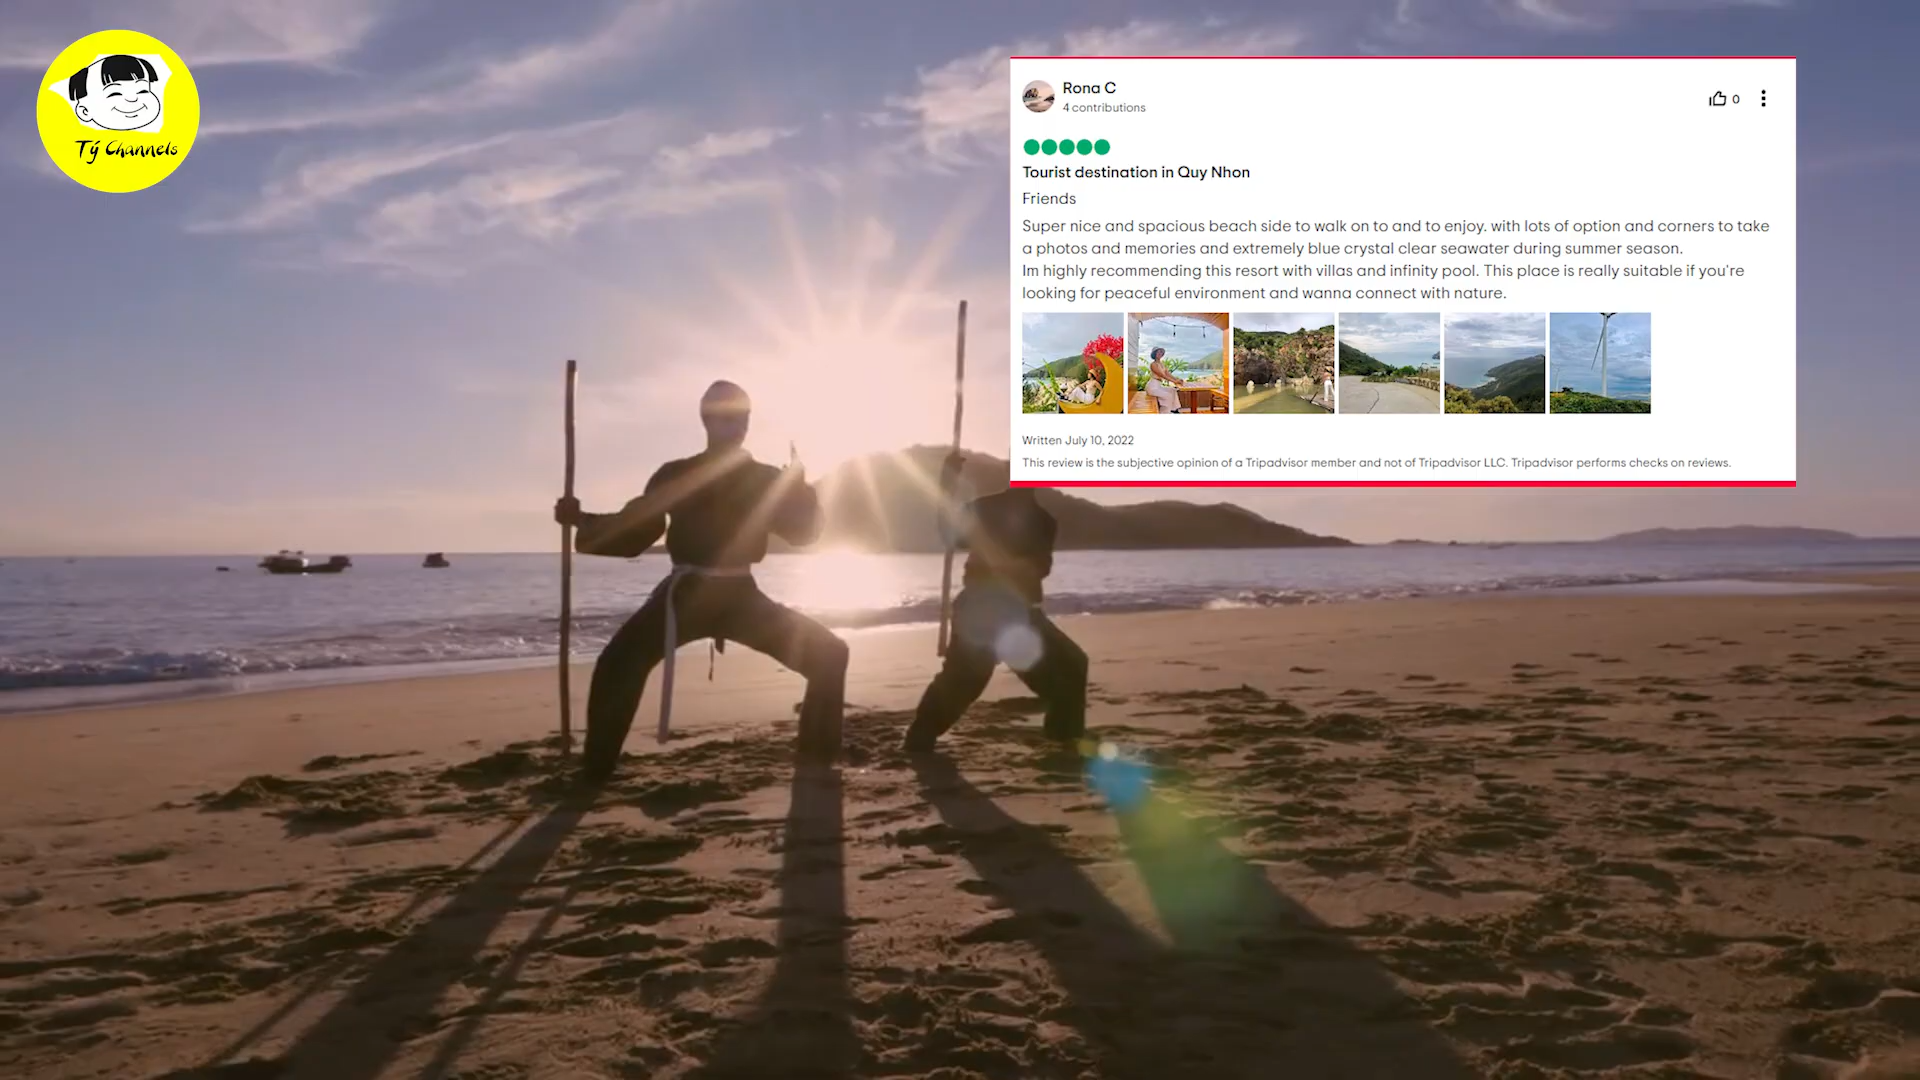 Tý Channels
Rona C
4 contributions
0
Tourist destination in Quy Nhon
Friends
Super nice and spacious beach side to walk on to and to enjoy. with lots of option and corners to take
a photos and memories and extremely blue crystal clear seawater during summer season.
Im highly recommending this resort with villas and infinity pool. This place is really suitable if you're
looking for peaceful environment and wanna connect with nature.
Written July 10, 2022
This review is the subjective opinion of a Tripadvisor member and not of Tripadvisor LLC. Tripadvisor performs checks on reviews.